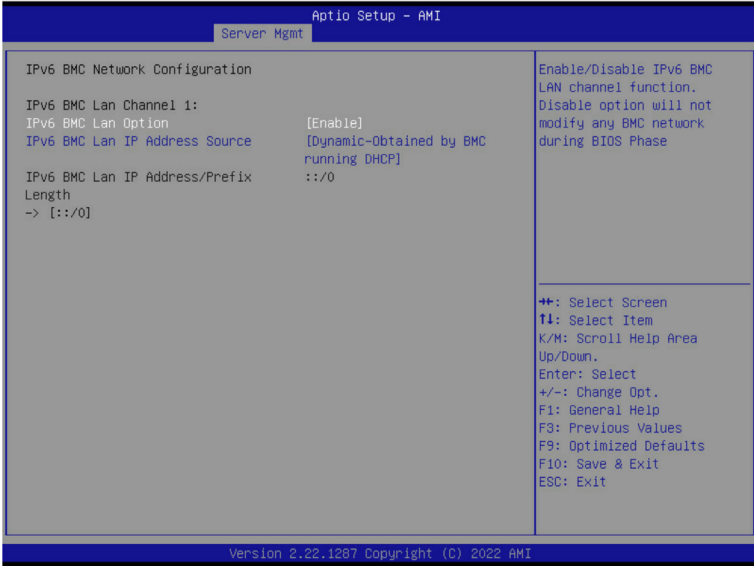 Aptio Setup – AMI
Server Mgmt
IPv6 BMC Network Configuration
IPv6 BMC Lan Channel 1:
IPv6 BMC Lan Option [Enable]
IPv6 BMC Lan IP Address Source [Dynamic-Obtained by BMC
running DHCP]
IPv6 BMC Lan IP Address/Prefix ::/0
Length
-> [::/0]
Enable/Disable IPv6 BMC
LAN channel function.
Disable option will not
modify any BMC network
during BIOS Phase
→←: Select Screen
↑↓: Select Item
K/M: Scroll Help Area
Up/Down.
Enter: Select
+/-: Change Opt.
F1: General Help
F3: Previous Values
F9: Optimized Defaults
F10: Save & Exit
ESC: Exit
Version 2.22.1287 Copyright (C) 2022 AMI